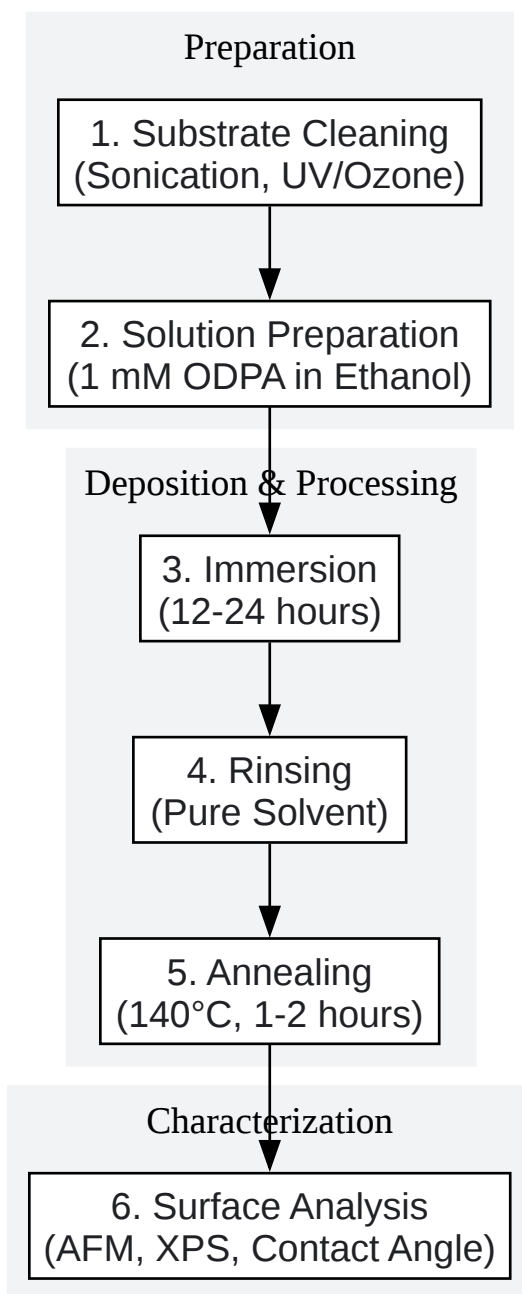 Preparation
1. Substrate Cleaning
(Sonication, UV/Ozone)
2. Solution Preparation
(1 mM ODPA in Ethanol)
Deposition & Processing
3. Immersion
(12-24 hours)
4. Rinsing
(Pure Solvent)
5. Annealing
(140°C, 1-2 hours)
Characterization
6. Surface Analysis
(AFM, XPS, Contact Angle)